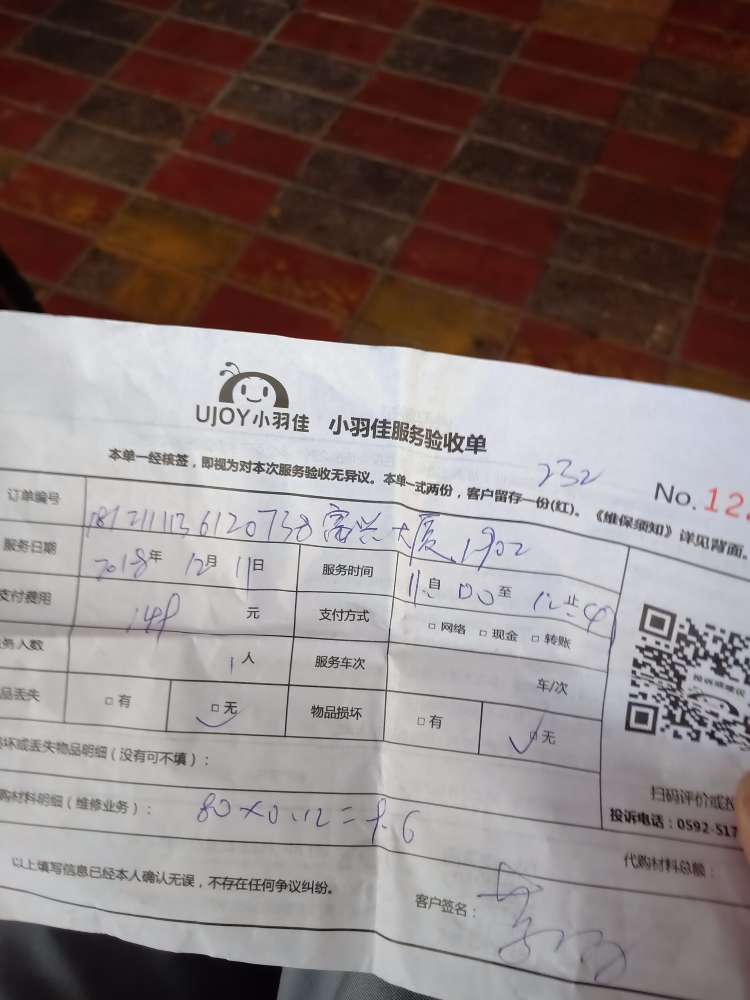 UJOY小羽佳 小羽佳服务验收单
232
No. 12
本单一经核签，即视为对本次服务验收无异议。本单一式两份，客户留存一份(红)。《维保须知》详见背面。
订单编号 富兴大厦1902
服务日期 2018年 12月 11日 服务时间 11自00至12止
支付费用 148 元 支付方式 □网络 □现金 □转账
务人数 1人 服务车次 车/次
品丢失 □有 □无 物品损坏 □有 □无
坏或丢失物品明细（没有可不填）：
扫码评价或投
购材料明细（维修业务）： 80×0.12=9.6
投诉电话：0592-517
代购材料总额：
以上填写信息已经本人确认无误，不存在任何争议纠纷。 客户签名：